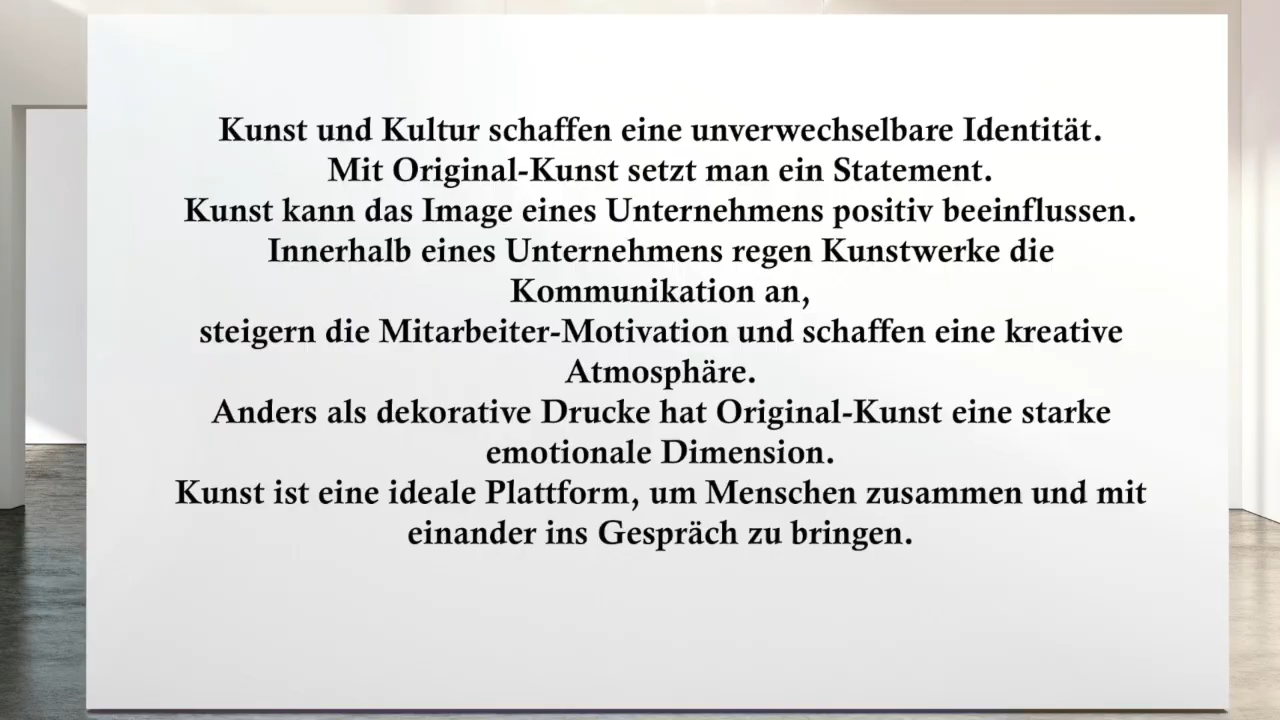 Kunst und Kultur schaffen eine unverwechselbare Identität.
Mit Original-Kunst setzt man ein Statement.
Kunst kann das Image eines Unternehmens positiv beeinflussen.
Innerhalb eines Unternehmens regen Kunstwerke die
Kommunikation an,
steigern die Mitarbeiter-Motivation und schaffen eine kreative
Atmosphäre.
Anders als dekorative Drucke hat Original-Kunst eine starke
emotionale Dimension.
Kunst ist eine ideale Plattform, um Menschen zusammen und mit
einander ins Gespräch zu bringen.